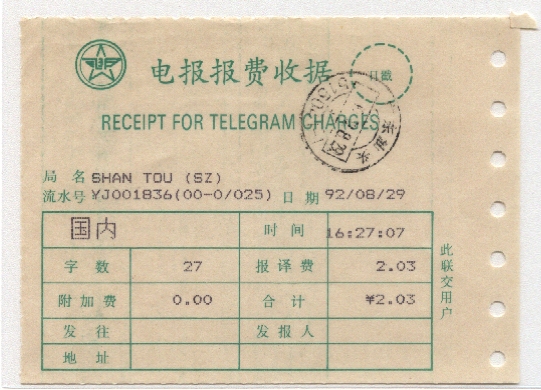 电报报费收据
日戳
RECEIPT FOR TELEGRAM CHARGES
局名 SHAN TOU (SZ)
流水号 YJ001836(00-0/025) 日期 92/08/29
国内 时间 16:27:07
字数 27 报译费 2.03
附加费 0.00 合计 ¥2.03
发往 发报人
地址
此联交用户